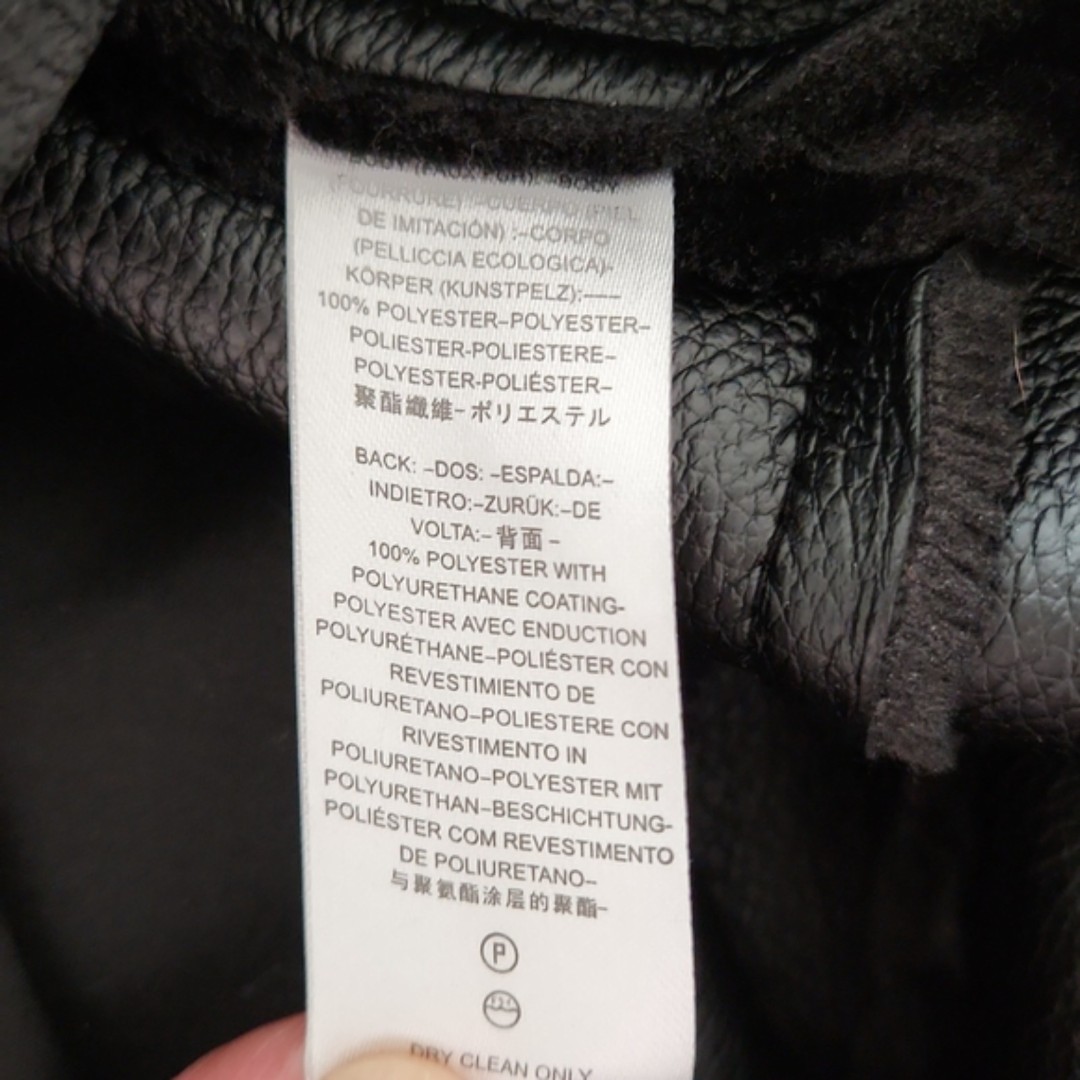 BODY (FAUX FUR): -BODY
(FOURRURE) :-CUERPO (PIEL
DE IMITACIÓN) :-CORPO
(PELLICCIA ECOLOGICA)-
KÖRPER (KUNSTPELZ):---
100% POLYESTER-POLYESTER-
POLIESTER-POLIESTERE-
POLYESTER-POLIÉSTER-
聚酯纖維-ポリエステル
BACK: -DOS: -ESPALDA:-
INDIETRO:-ZURÜK:-DE
VOLTA:-背面-
100% POLYESTER WITH
POLYURETHANE COATING-
POLYESTER AVEC ENDUCTION
POLYURÉTHANE-POLIÉSTER CON
REVESTIMIENTO DE
POLIURETANO-POLIESTERE CON
RIVESTIMENTO IN
POLIURETANO-POLYESTER MIT
POLYURETHAN-BESCHICHTUNG-
POLIÉSTER COM REVESTIMENTO
DE POLIURETANO-
与聚氨酯涂层的聚酯-
P
DRY CLEAN ONLY